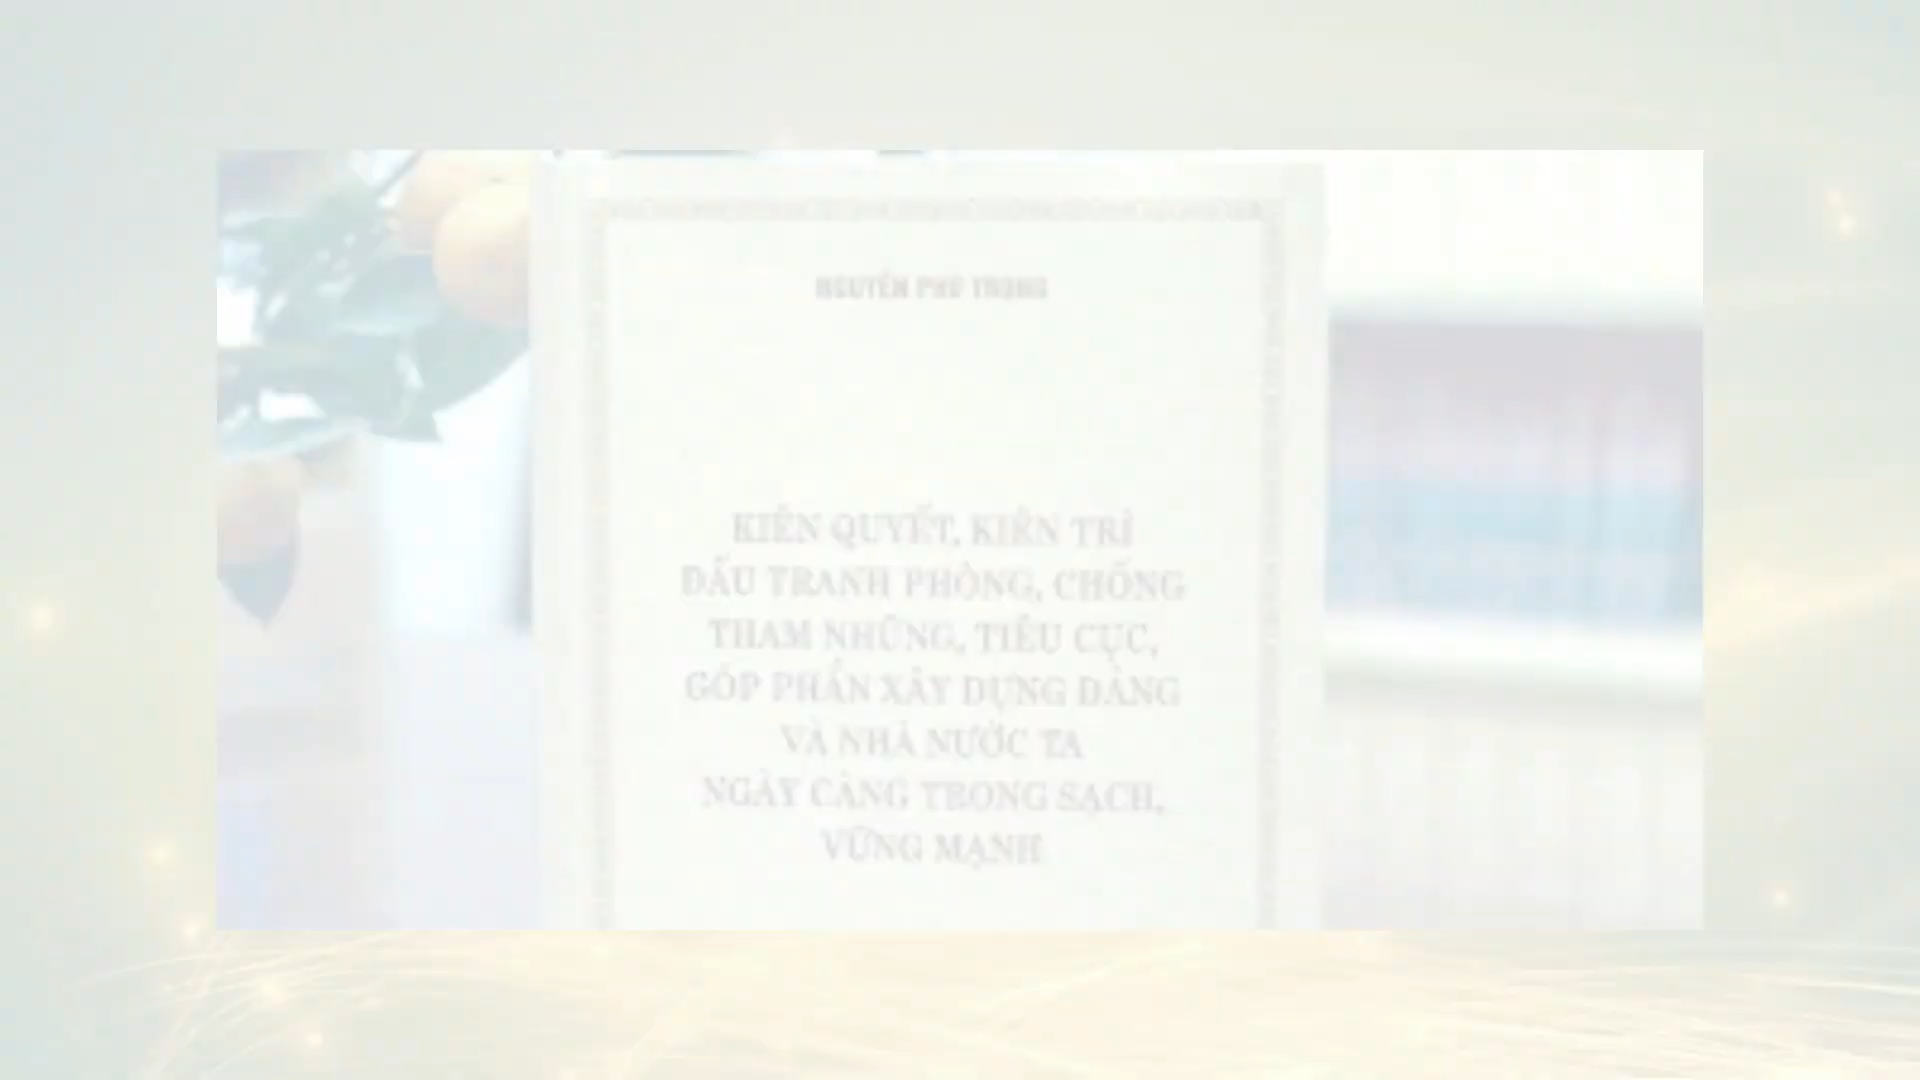 NGUYỄN PHÚ TRỌNG
KIÊN QUYẾT, KIÊN TRÌ
ĐẤU TRANH PHÒNG, CHỐNG
THAM NHŨNG, TIÊU CỰC,
GÓP PHẦN XÂY DỰNG ĐẢNG
VÀ NHÀ NƯỚC TA
NGÀY CÀNG TRONG SẠCH,
VỮNG MẠNH